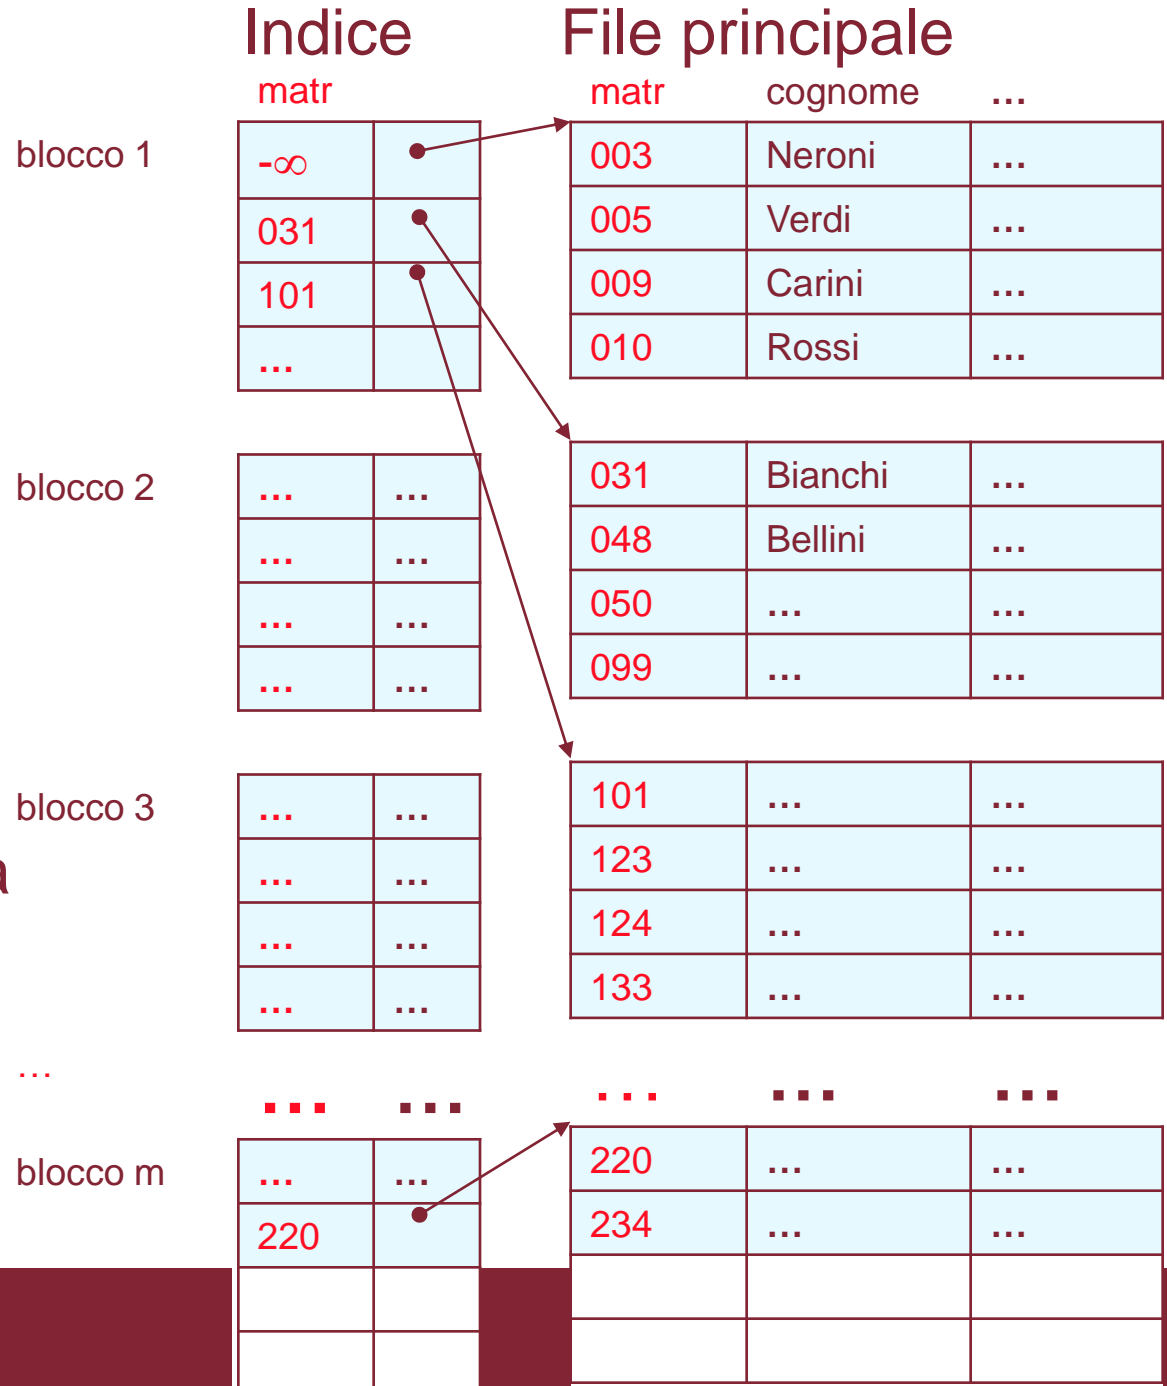 Indice File principale
matr matr cognome …
blocco 1 -∞ 003 Neroni …
031 005 Verdi …
101 009 Carini …
… 010 Rossi …
blocco 2 … … 031 Bianchi …
… … 048 Bellini …
… … 050 … …
… … 099 … …
blocco 3 … … 101 … …
a … … 123 … …
… … 124 … …
… … 133 … …
… … … … … …
blocco m … … 220 … …
220 234 … …